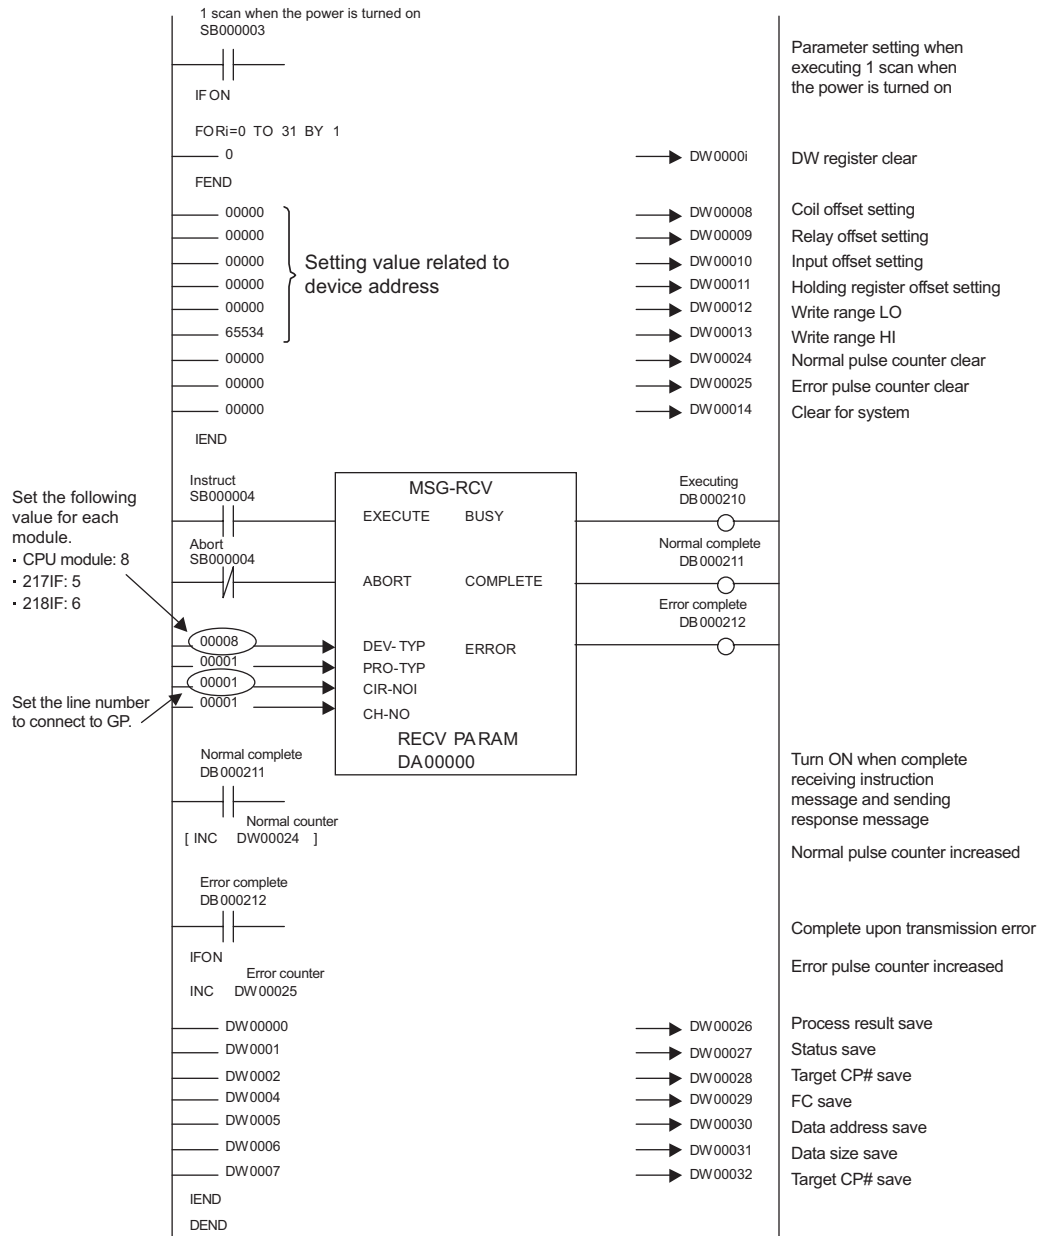 1 scan when the power is turned on
SB000003
Parameter setting when
executing 1 scan when
the power is turned on
IF ON
FORi=0 TO 31 BY 1
0 DW0000i DW register clear
FEND
00000 DW00008 Coil offset setting
00000 DW00009 Relay offset setting
00000 DW00010 Input offset setting
Setting value related to
device address
00000 DW00011 Holding register offset setting
00000 DW00012 Write range LO
65534 DW00013 Write range HI
00000 DW00024 Normal pulse counter clear
00000 DW00025 Error pulse counter clear
00000 DW00014 Clear for system
IEND
Set the following
value for each
module.
・CPU module: 8
・217IF: 5
・218IF: 6
Instruct
SB000004
MSG-RCV
Executing
DB000210
EXECUTE BUSY
Abort
SB000004
Normal complete
DB000211
ABORT COMPLETE
Error complete
DB000212
00008 DEV-TYP ERROR
00001 PRO-TYP
00001 CIR-NOI
00001 CH-NO
Set the line number
to connect to GP.
RECV PARAM
DA00000
Normal complete
DB000211
Turn ON when complete
receiving instruction
message and sending
response message
Normal counter
[ INC DW00024 ]
Normal pulse counter increased
Error complete
DB000212
Complete upon transmission error
IFON
Error counter
INC DW00025
Error pulse counter increased
DW00000 DW00026 Process result save
DW0001 DW00027 Status save
DW0002 DW00028 Target CP# save
DW0004 DW00029 FC save
DW0005 DW00030 Data address save
DW0006 DW00031 Data size save
DW0007 DW00032 Target CP# save
IEND
DEND